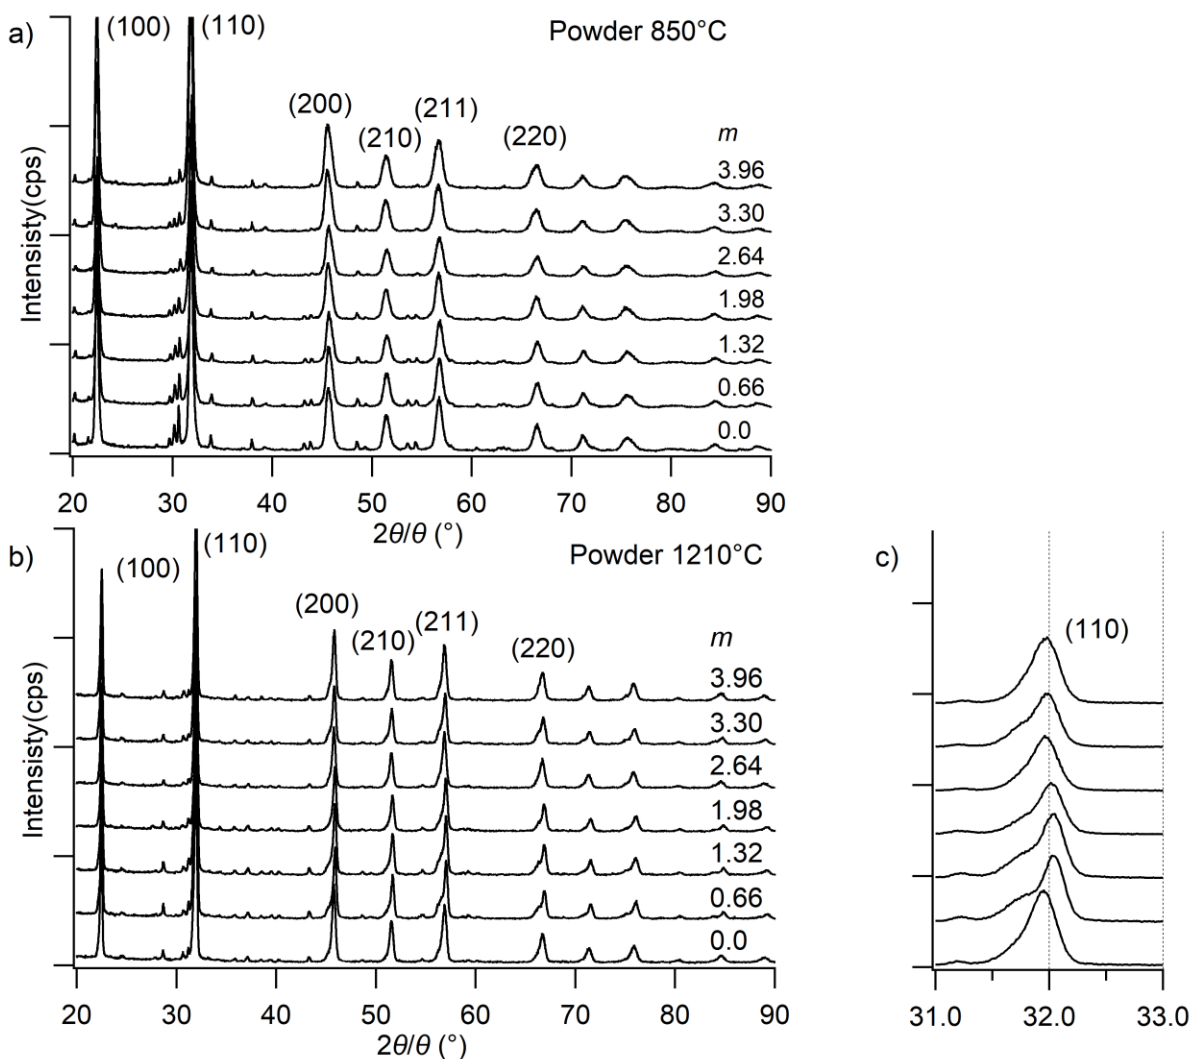 a)
Powder 850°C
(100)
(110)
(200)
(210)
(211)
(220)
m
3.96
3.30
2.64
1.98
1.32
0.66
0.0
Intensisty(cps)
20 30 40 50 60 70 80 90
2θ/θ (°)
b)
Powder 1210°C
(100)
(110)
(200)
(210)
(211)
(220)
m
3.96
3.30
2.64
1.98
1.32
0.66
0.0
Intensisty(cps)
20 30 40 50 60 70 80 90
2θ/θ (°)
c)
(110)
31.0 32.0 33.0